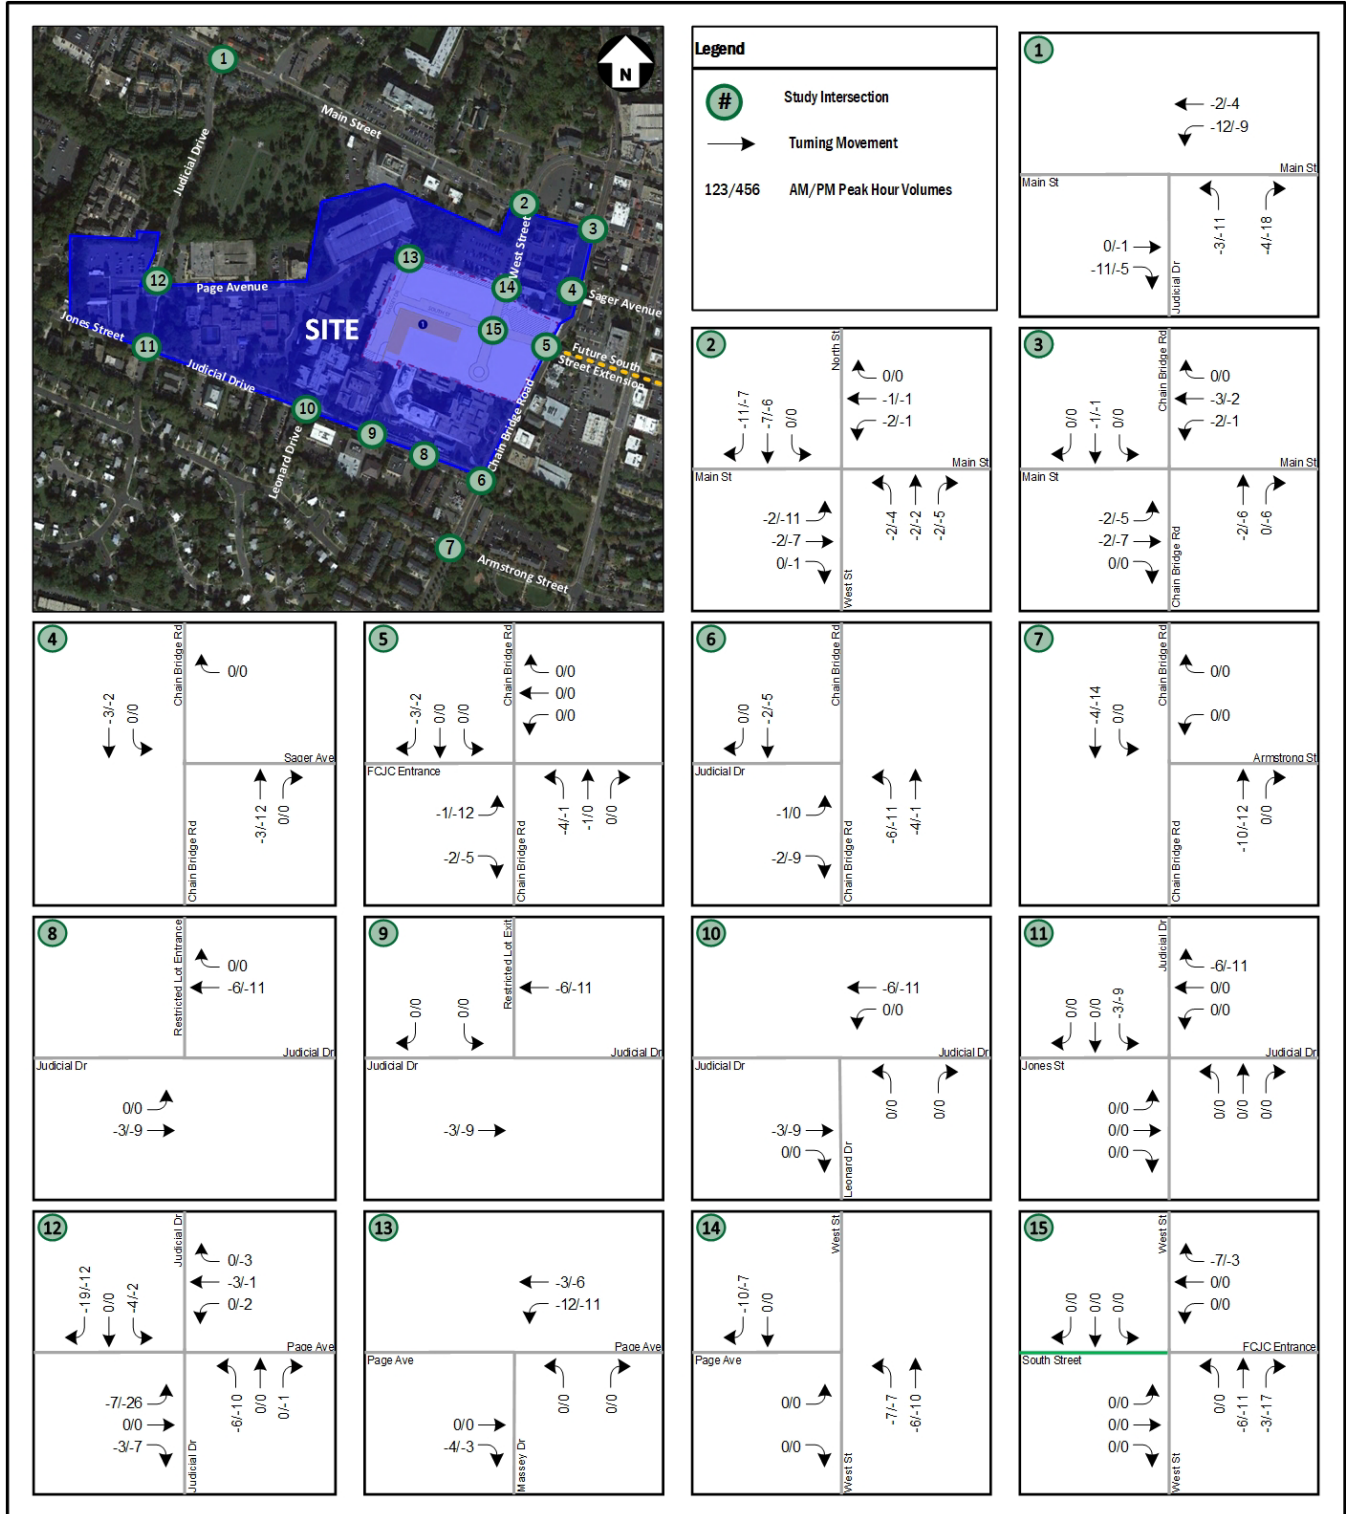 1
Main Street
Judicial Drive
N
2
West Street
3
13
12
Page Avenue
14
4
Sager Avenue
SITE
1
15
Jones Street
11
5
Future South
Street Extension
Judicial Drive
10
Leonard Drive
9
8
Chain Bridge Road
6
7
Armstrong Street
Legend
#
Study Intersection
Turning Movement
123/456
AM/PM Peak Hour Volumes
1
-2/-4
-12/-9
Main St
Main St
-3/-11
-4/-18
0/-1
-11/-5
Judicial Dr
2
North St
0/0
-1/-1
-2/-1
-11/-7
-7/-6
0/0
Main St
Main St
-2/-11
-2/-7
0/-1
-2/-4
-2/-2
-2/-5
West St
3
Chain Bridge Rd
0/0
-3/-2
-2/-1
0/0
-1/-1
0/0
Main St
Main St
-2/-5
-2/-7
0/0
-2/-6
0/-6
Chain Bridge Rd
4
Chain Bridge Rd
0/0
-3/-2
0/0
Sager Ave
-3/-12
0/0
Chain Bridge Rd
5
Chain Bridge Rd
0/0
0/0
0/0
-3/-2
0/0
0/0
FCJC Entrance
-1/-12
-2/-5
-4/-1
-1/0
0/0
Chain Bridge Rd
6
Chain Bridge Rd
0/0
-2/-5
Judicial Dr
-1/0
-2/-9
-6/-11
-4/-1
Chain Bridge Rd
7
Chain Bridge Rd
0/0
0/0
-4/-14
0/0
Armstrong St
-10/-12
0/0
Chain Bridge Rd
8
Restricted Lot Entrance
0/0
-6/-11
Judicial Dr
Judicial Dr
0/0
-3/-9
9
Restricted Lot Exit
-6/-11
0/0
0/0
Judicial Dr
Judicial Dr
-3/-9
10
-6/-11
0/0
Judicial Dr
Judicial Dr
0/0
0/0
-3/-9
0/0
Leonard Dr
11
Judicial Dr
-6/-11
0/0
0/0
0/0
0/0
-3/-9
Judicial Dr
Jones St
0/0
0/0
0/0
0/0
0/0
0/0
12
Judicial Dr
0/-3
-3/-1
0/-2
-19/-12
0/0
-4/-2
Page Ave
-7/-26
0/0
-3/-7
-6/-10
0/0
0/-1
Judicial Dr
13
-3/-6
-12/-11
Page Ave
Page Ave
0/0
0/0
0/0
-4/-3
Massey Dr
14
West St
-10/-7
0/0
Page Ave
0/0
0/0
-7/-7
-6/-10
West St
15
West St
-7/-3
0/0
0/0
0/0
0/0
0/0
FCJC Entrance
South Street
0/0
0/0
0/0
0/0
-6/-11
-3/-17
West St